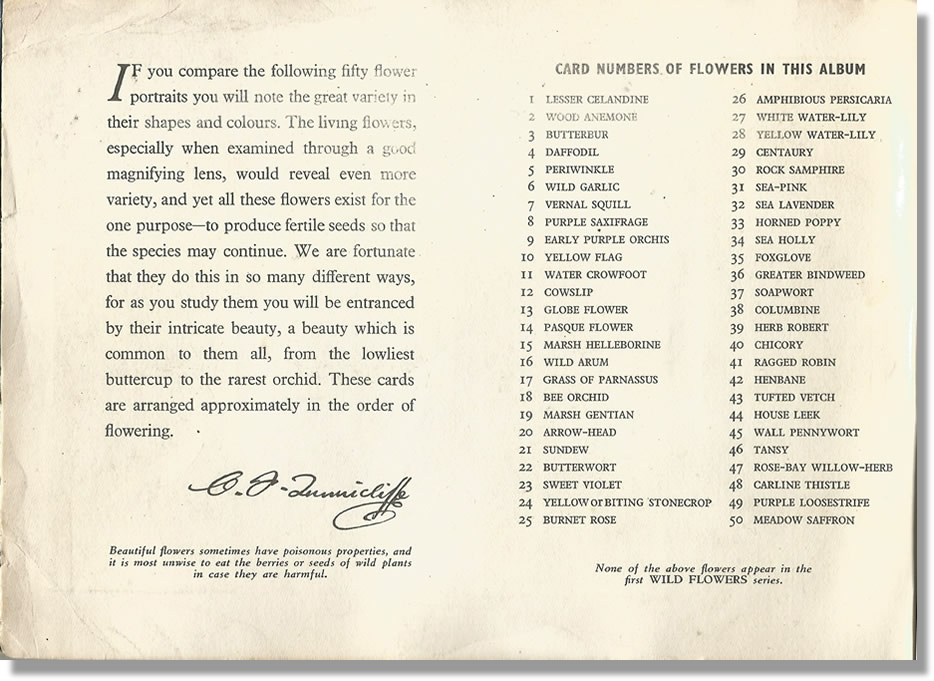 IF you compare the following fifty flower
portraits you will note the great variety in
their shapes and colours. The living flowers,
especially when examined through a good
magnifying lens, would reveal even more
variety, and yet all these flowers exist for the
one purpose—to produce fertile seeds so that
the species may continue. We are fortunate
that they do this in so many different ways,
for as you study them you will be entranced
by their intricate beauty, a beauty which is
common to them all, from the lowliest
buttercup to the rarest orchid. These cards
are arranged approximately in the order of
flowering.
C. F. Tunnicliffe
Beautiful flowers sometimes have poisonous properties, and
it is most unwise to eat the berries or seeds of wild plants
in case they are harmful.
CARD NUMBERS OF FLOWERS IN THIS ALBUM
1 LESSER CELANDINE
2 WOOD ANEMONE
3 BUTTERBUR
4 DAFFODIL
5 PERIWINKLE
6 WILD GARLIC
7 VERNAL SQUILL
8 PURPLE SAXIFRAGE
9 EARLY PURPLE ORCHIS
10 YELLOW FLAG
11 WATER CROWFOOT
12 COWSLIP
13 GLOBE FLOWER
14 PASQUE FLOWER
15 MARSH HELLEBORINE
16 WILD ARUM
17 GRASS OF PARNASSUS
18 BEE ORCHID
19 MARSH GENTIAN
20 ARROW-HEAD
21 SUNDEW
22 BUTTERWORT
23 SWEET VIOLET
24 YELLOW or BITING STONECROP
25 BURNET ROSE
26 AMPHIBIOUS PERSICARIA
27 WHITE WATER-LILY
28 YELLOW WATER-LILY
29 CENTAURY
30 ROCK SAMPHIRE
31 SEA-PINK
32 SEA LAVENDER
33 HORNED POPPY
34 SEA HOLLY
35 FOXGLOVE
36 GREATER BINDWEED
37 SOAPWORT
38 COLUMBINE
39 HERB ROBERT
40 CHICORY
41 RAGGED ROBIN
42 HENBANE
43 TUFTED VETCH
44 HOUSE LEEK
45 WALL PENNYWORT
46 TANSY
47 ROSE-BAY WILLOW-HERB
48 CARLINE THISTLE
49 PURPLE LOOSESTRIFE
50 MEADOW SAFFRON
None of the above flowers appear in the
first WILD FLOWERS series.